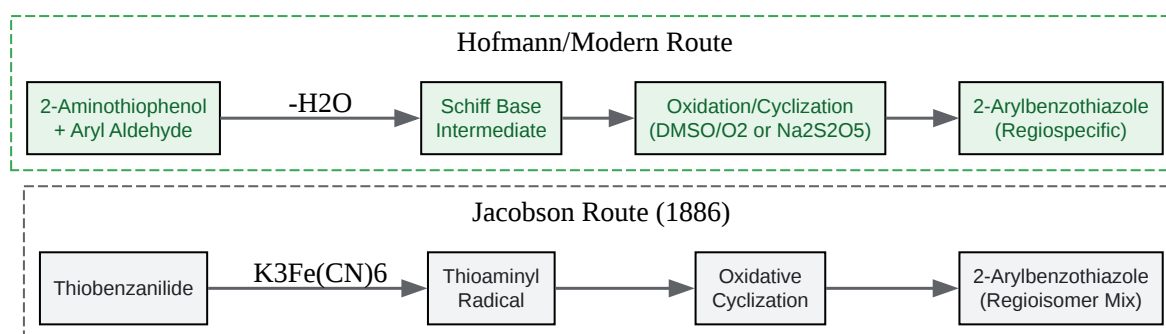 Hofmann/Modern Route
2-Aminothiophenol
+ Aryl Aldehyde
-H2O
Schiff Base
Intermediate
Oxidation/Cyclization
(DMSO/O2 or Na2S2O5)
2-Arylbenzothiazole
(Regiospecific)
Jacobson Route (1886)
Thiobenzanilide
K3Fe(CN)6
Thioaminyl
Radical
Oxidative
Cyclization
2-Arylbenzothiazole
(Regioisomer Mix)